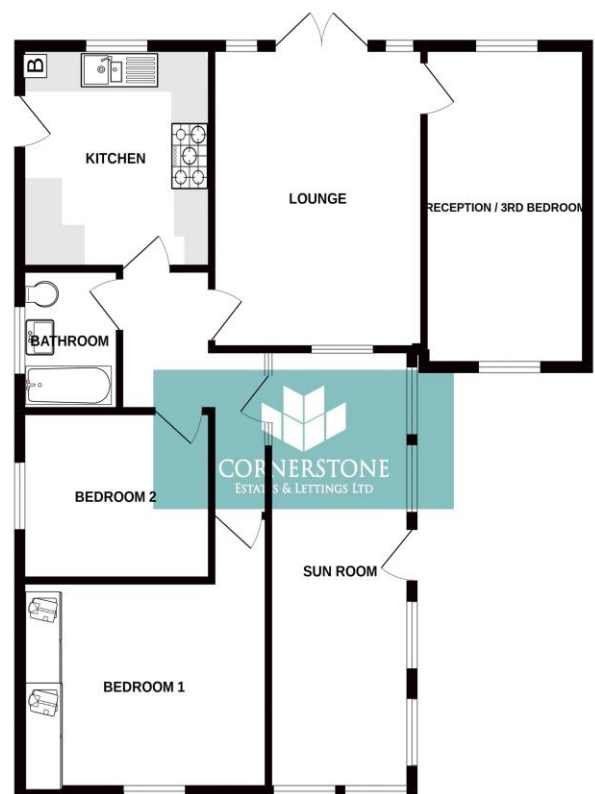 B
KITCHEN
LOUNGE
RECEPTION / 3RD BEDROOM
BATHROOM
CORNERSTONE
ESTATES & LETTINGS LTD
BEDROOM 2
SUN ROOM
BEDROOM 1